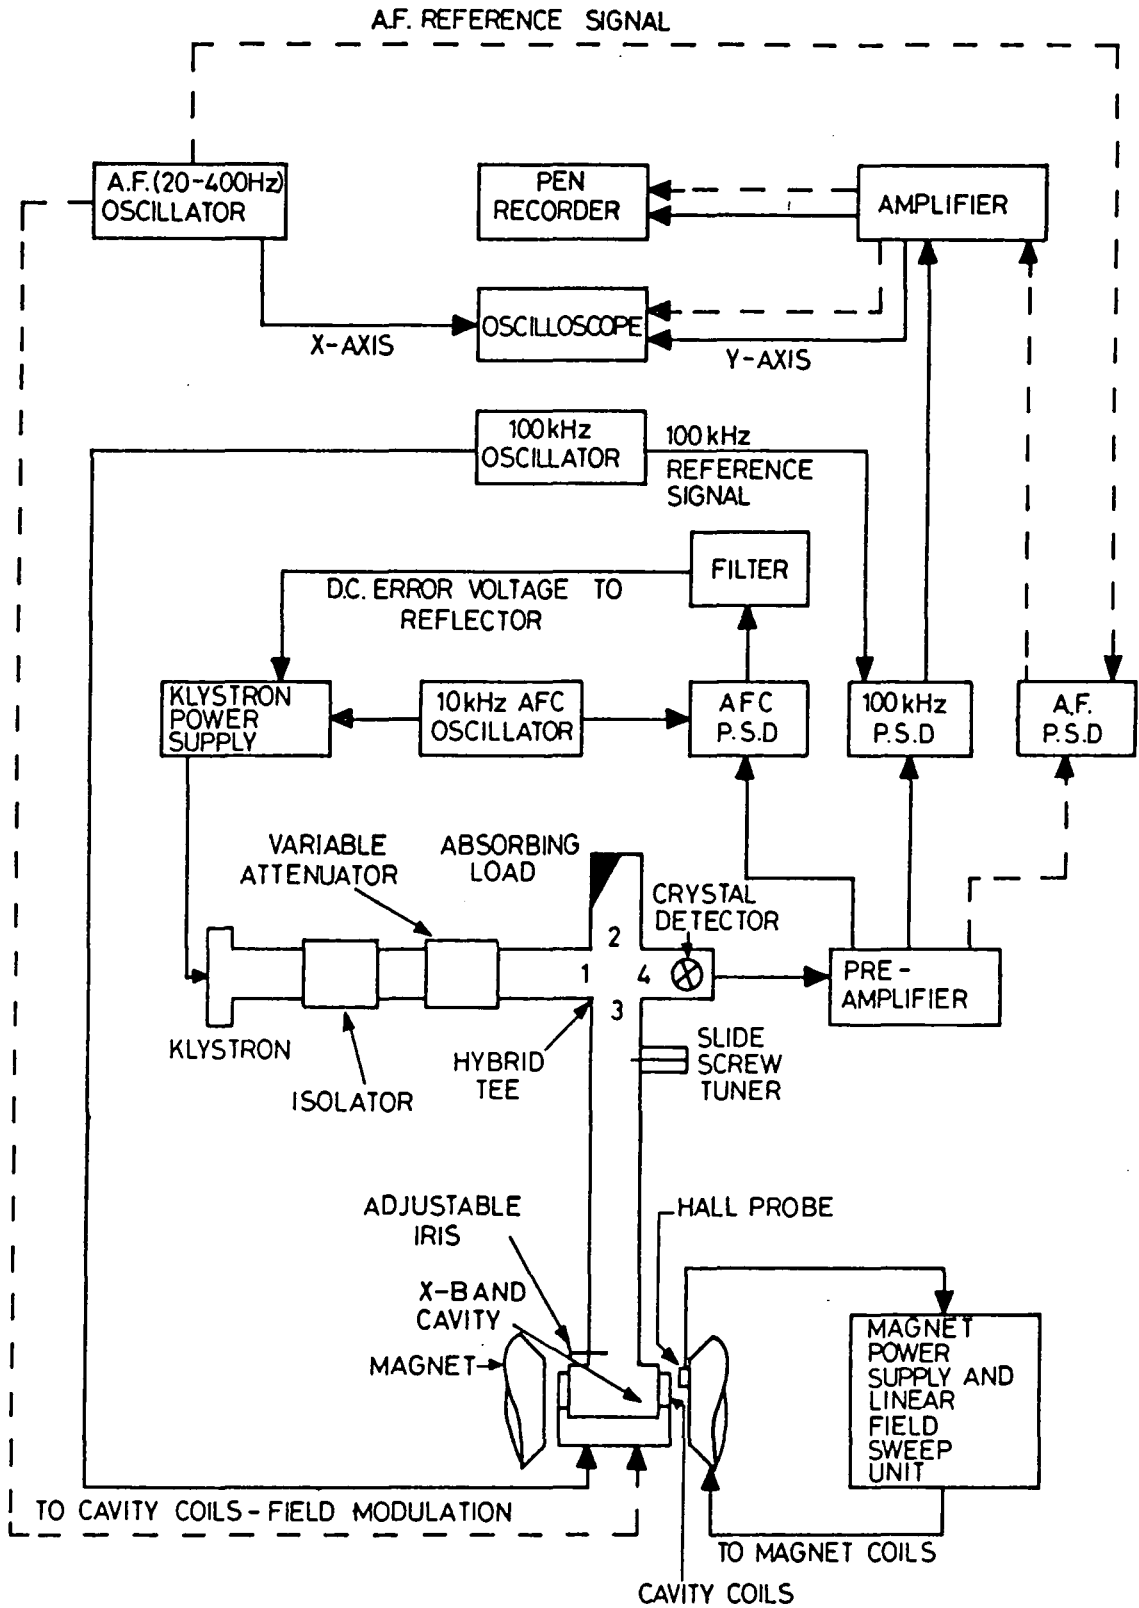 A.F. REFERENCE SIGNAL
A.F.(20-400Hz)
OSCILLATOR
PEN
RECORDER
AMPLIFIER
OSCILLOSCOPE
X-AXIS
Y-AXIS
100kHz
OSCILLATOR
100kHz
REFERENCE
SIGNAL
FILTER
D.C. ERROR VOLTAGE TO
REFLECTOR
KLYSTRON
POWER
SUPPLY
10kHz AFC
OSCILLATOR
AFC
P.S.D
100kHz
P.S.D
A.F.
P.S.D
VARIABLE
ATTENUATOR
ABSORBING
LOAD
CRYSTAL
DETECTOR
2
1
4
3
PRE-
AMPLIFIER
KLYSTRON
ISOLATOR
HYBRID
TEE
SLIDE
SCREW
TUNER
ADJUSTABLE
IRIS
HALL PROBE
X-BAND
CAVITY
MAGNET
MAGNET
POWER
SUPPLY AND
LINEAR
FIELD
SWEEP
UNIT
TO CAVITY COILS-FIELD MODULATION
TO MAGNET COILS
CAVITY COILS